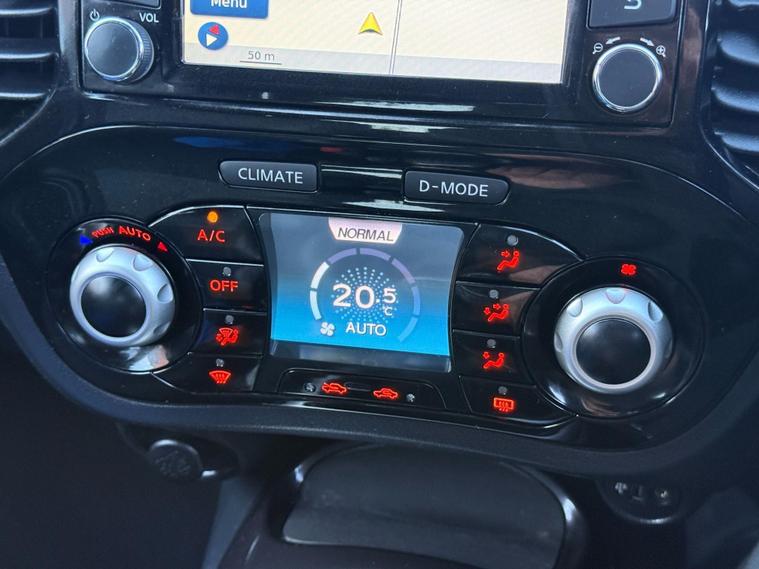 Menu
VOL
50 m
CLIMATE
D-MODE
PUSH AUTO
A/C
NORMAL
OFF
20.5
°C
AUTO